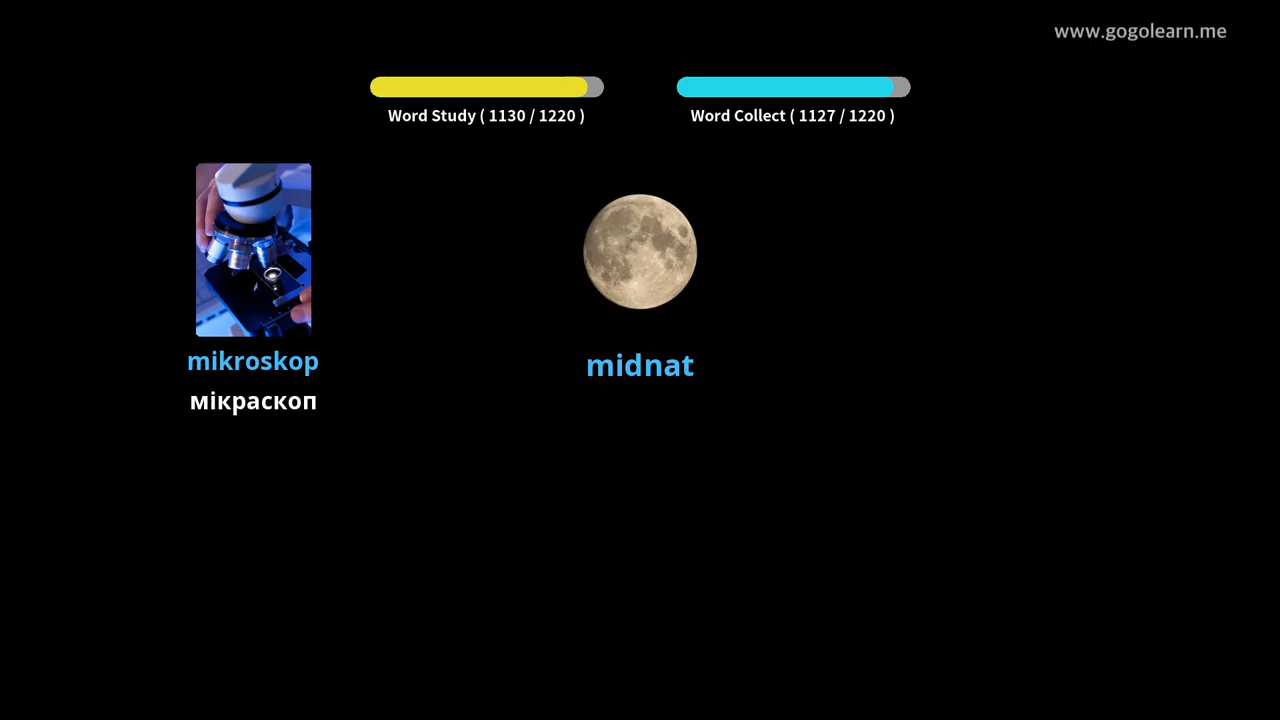 www.gogolearn.me
Word Study ( 1130 / 1220 )
Word Collect ( 1127 / 1220 )
mikroskop
мікраскоп
midnat